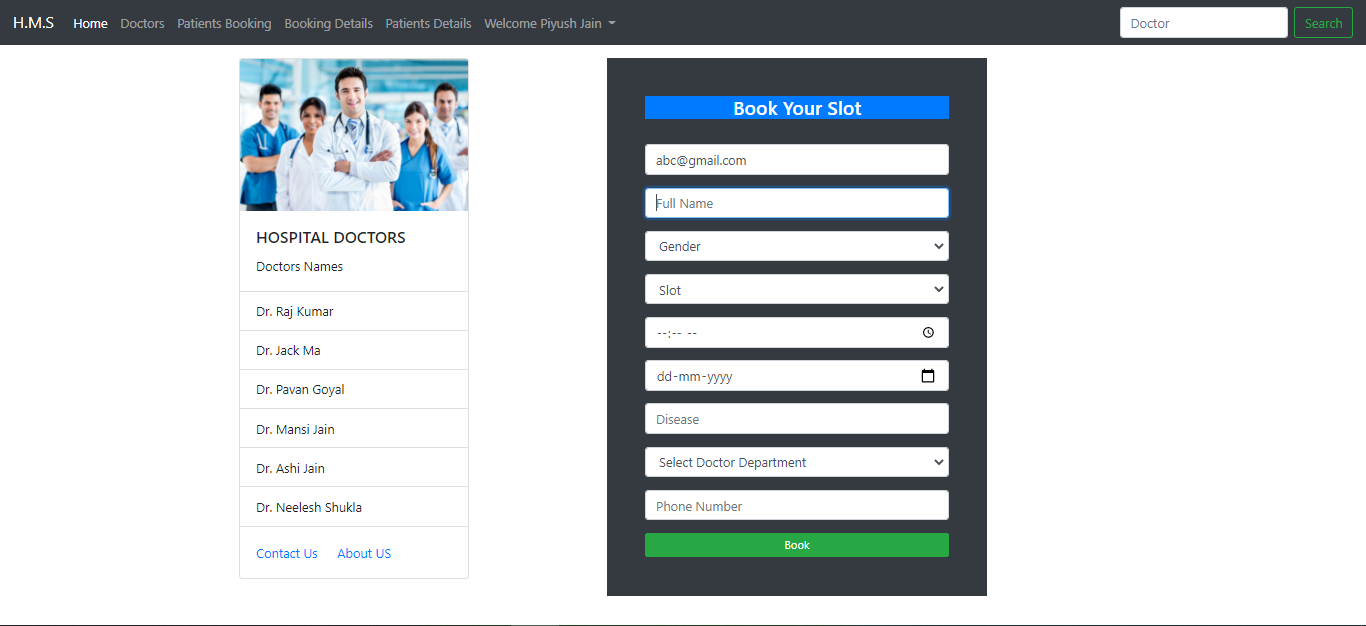 H.M.S Home Doctors Patients Booking Booking Details Patients Details Welcome Piyush Jain Doctor Search
HOSPITAL DOCTORS
Doctors Names
Dr. Raj Kumar
Dr. Jack Ma
Dr. Pavan Goyal
Dr. Mansi Jain
Dr. Ashi Jain
Dr. Neelesh Shukla
Contact Us About US
Book Your Slot
abc@gmail.com
Full Name
Gender
Slot
--:-- --
dd-mm-yyyy
Disease
Select Doctor Department
Phone Number
Book